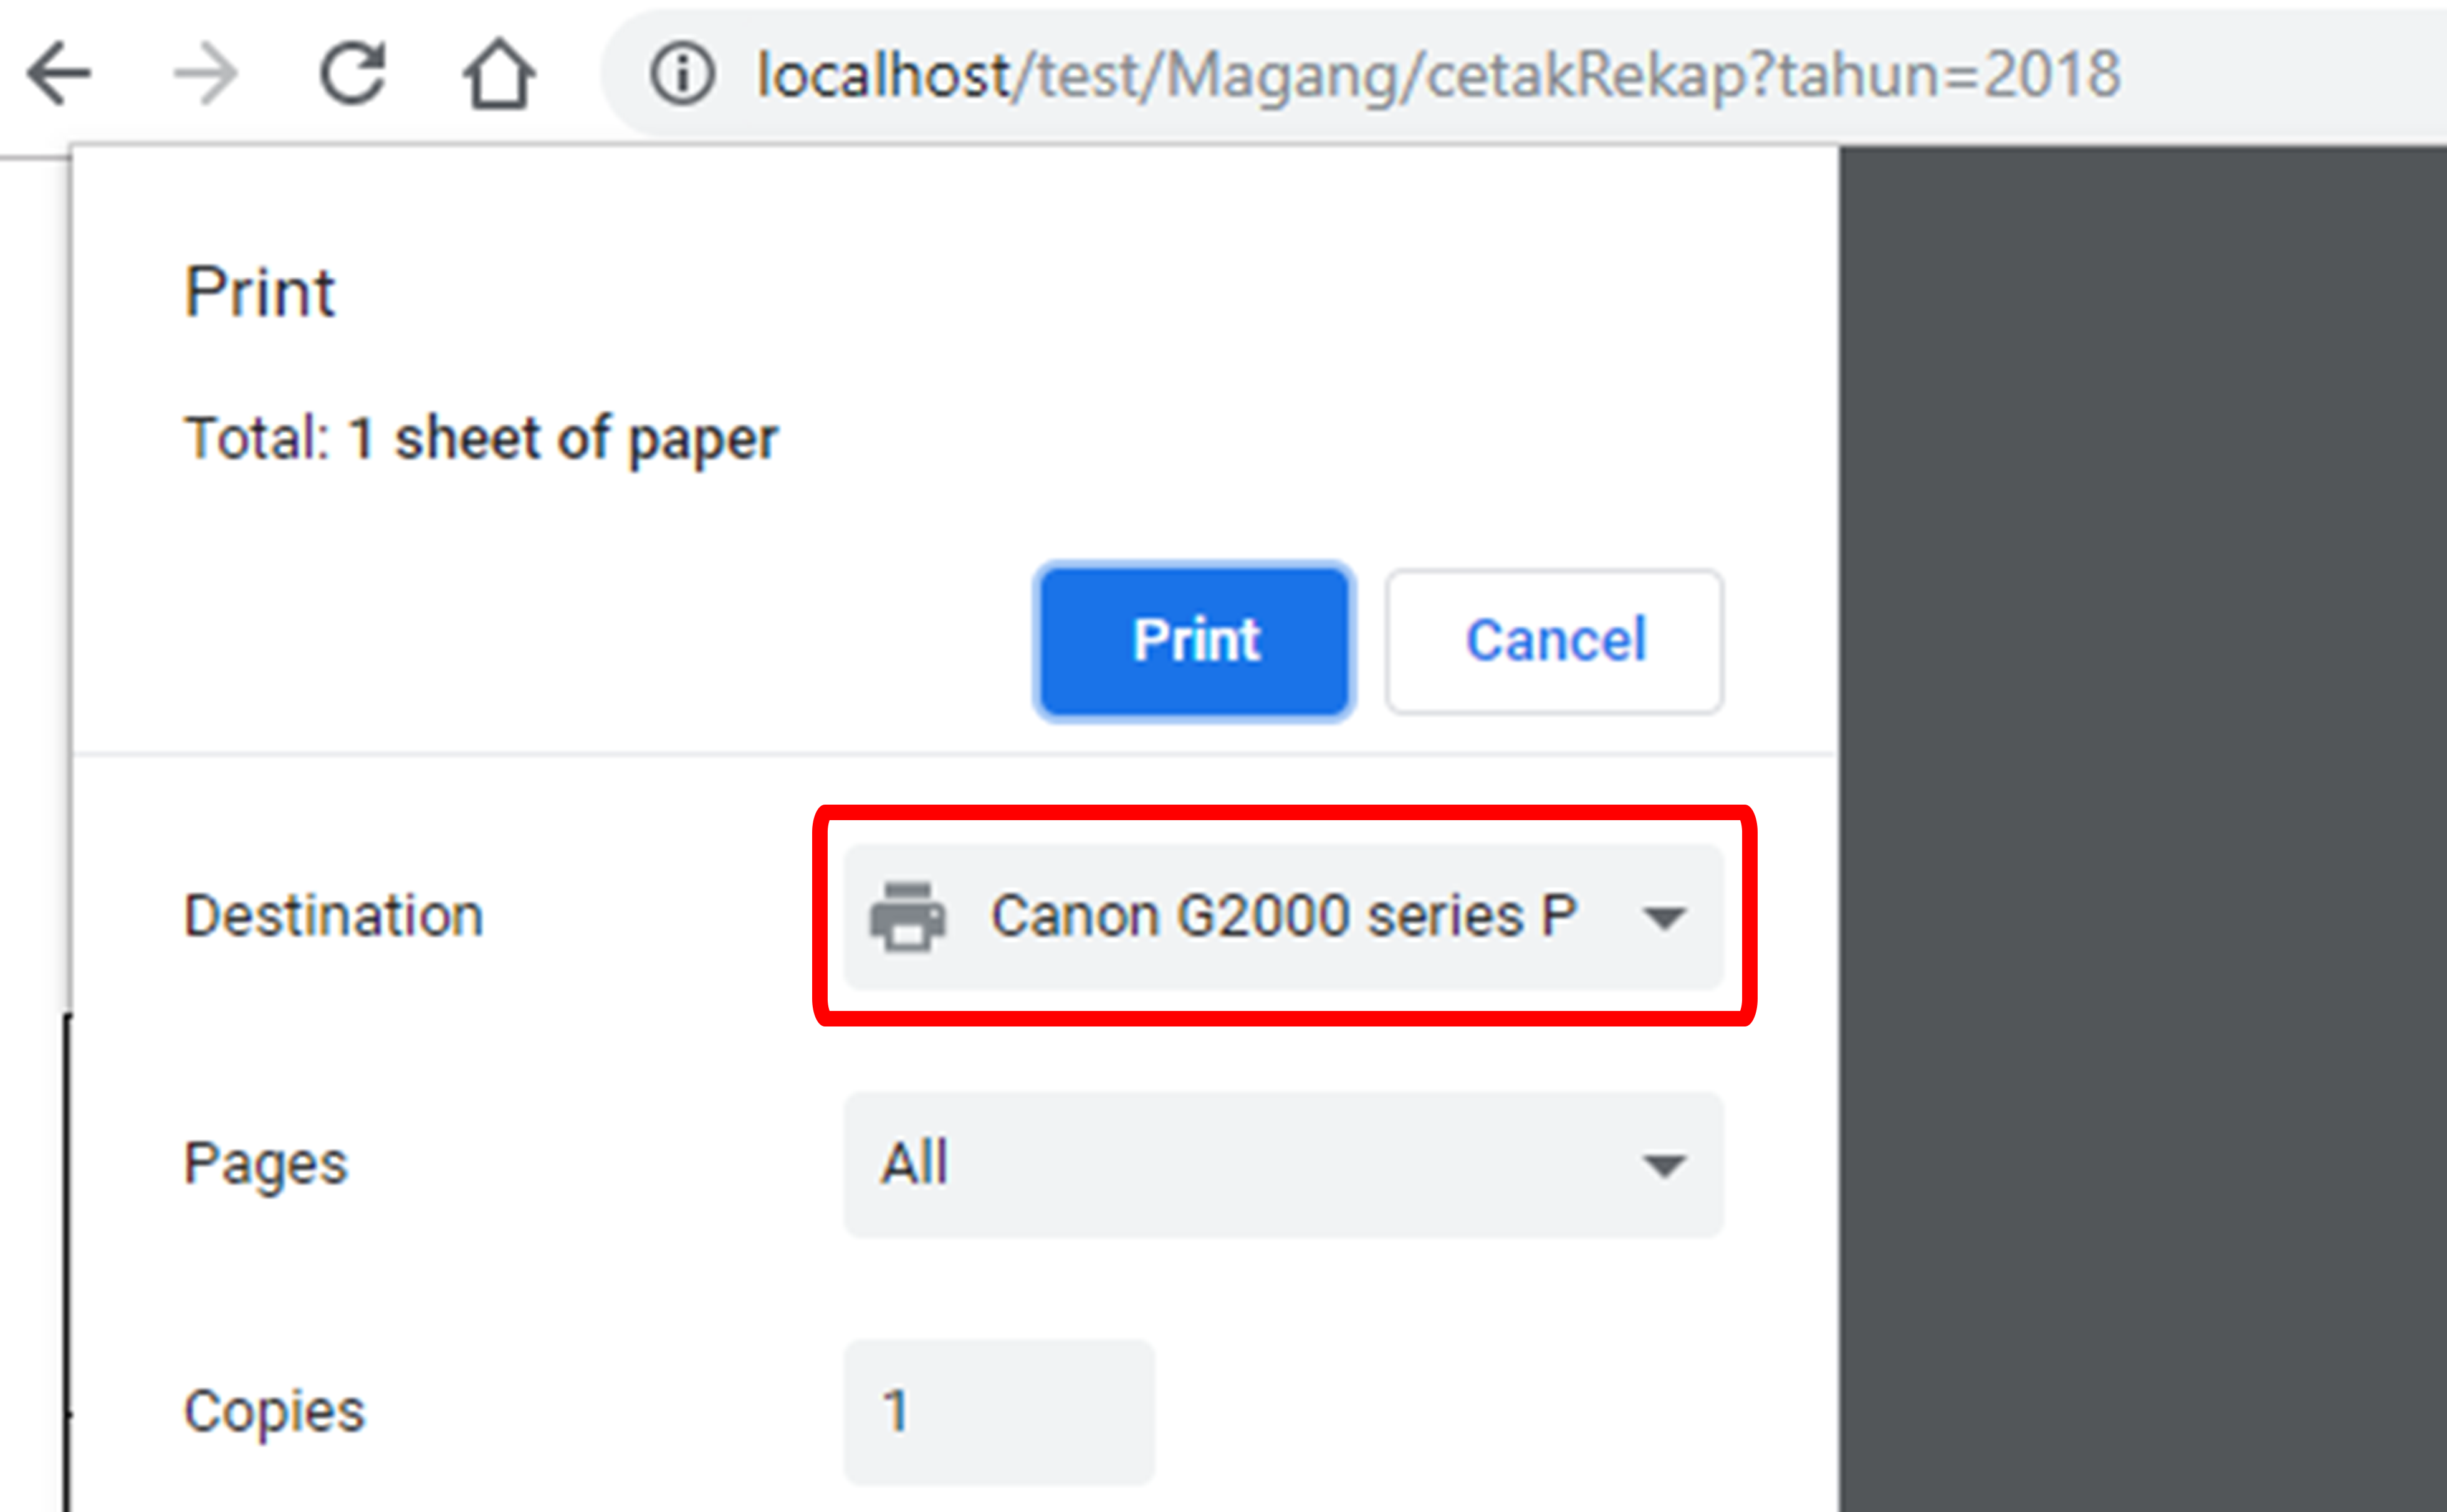 localhost/test/Magang/cetakRekap?tahun=2018
Print
Total: 1 sheet of paper
Print Cancel
Destination Canon G2000 series P
Pages All
Copies 1